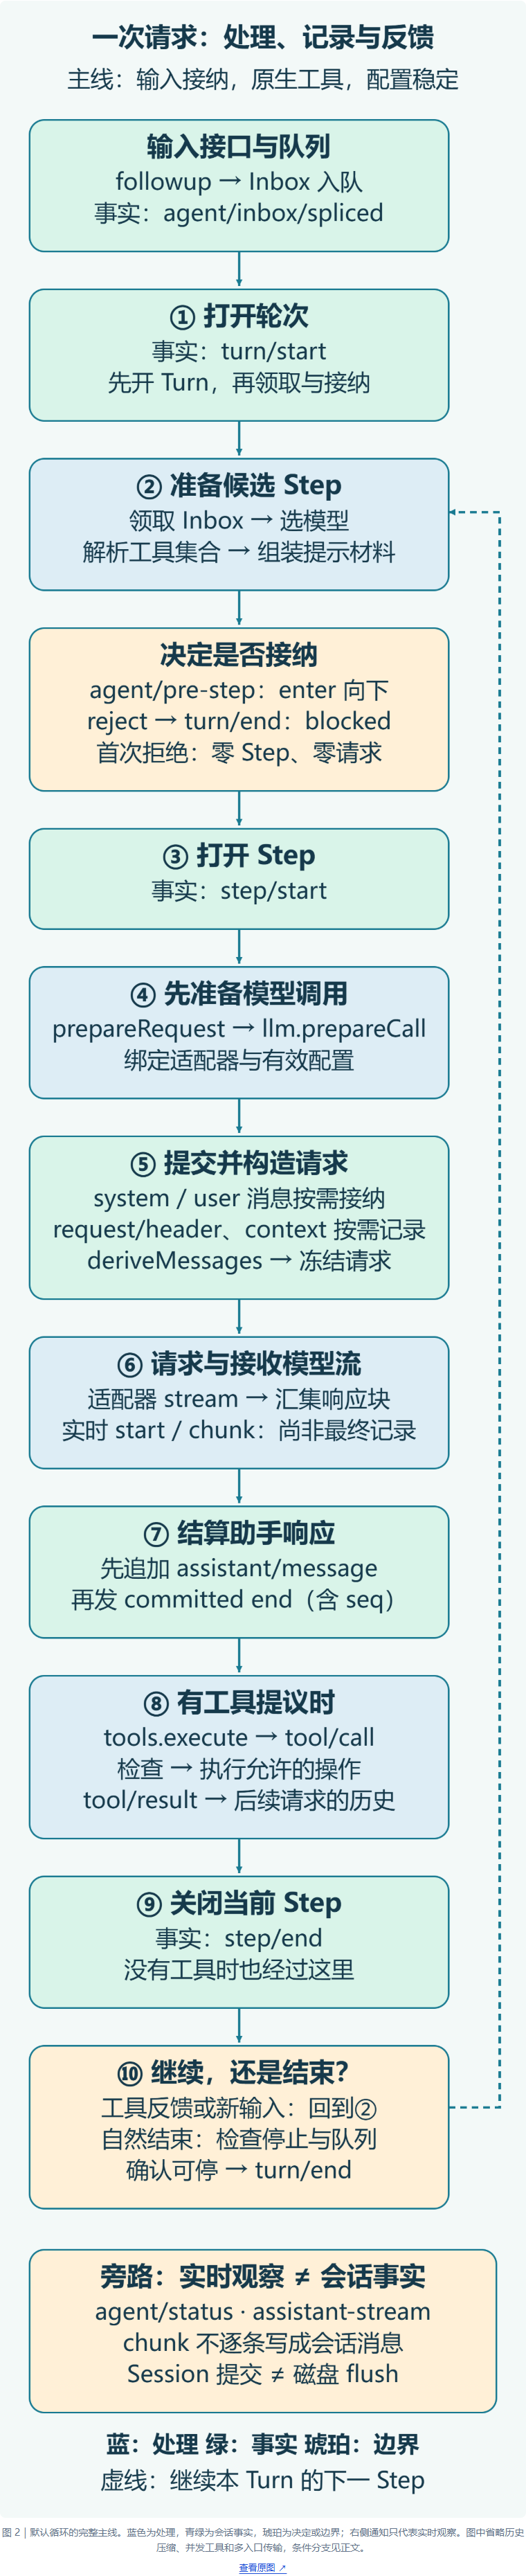 一次请求：处理、记录与反馈
主线：输入接纳，原生工具，配置稳定
输入接口与队列
followup → Inbox 入队
事实：agent/inbox/spliced
① 打开轮次
事实：turn/start
先开 Turn，再领取与接纳
② 准备候选 Step
领取 Inbox → 选模型
解析工具集合 → 组装提示材料
决定是否接纳
agent/pre-step：enter 向下
reject → turn/end：blocked
首次拒绝：零 Step、零请求
③ 打开 Step
事实：step/start
④ 先准备模型调用
prepareRequest → llm.prepareCall
绑定适配器与有效配置
⑤ 提交并构造请求
system / user 消息按需接纳
request/header、context 按需记录
deriveMessages → 冻结请求
⑥ 请求与接收模型流
适配器 stream → 汇集响应块
实时 start / chunk：尚非最终记录
⑦ 结算助手响应
先追加 assistant/message
再发 committed end（含 seq）
⑧ 有工具提议时
tools.execute → tool/call
检查 → 执行允许的操作
tool/result → 后续请求的历史
⑨ 关闭当前 Step
事实：step/end
没有工具时也经过这里
⑩ 继续，还是结束？
工具反馈或新输入：回到②
自然结束：检查停止与队列
确认可停 → turn/end
旁路：实时观察 ≠ 会话事实
agent/status · assistant-stream
chunk 不逐条写成会话消息
Session 提交 ≠ 磁盘 flush
蓝：处理 绿：事实 琥珀：边界
虚线：继续本 Turn 的下一 Step
图 2｜默认循环的完整主线。蓝色为处理，青绿为会话事实，琥珀为决定或边界；右侧通知只代表实时观察。图中省略历史
压缩、并发工具和多入口传输，条件分支见正文。
查看原图 ↗